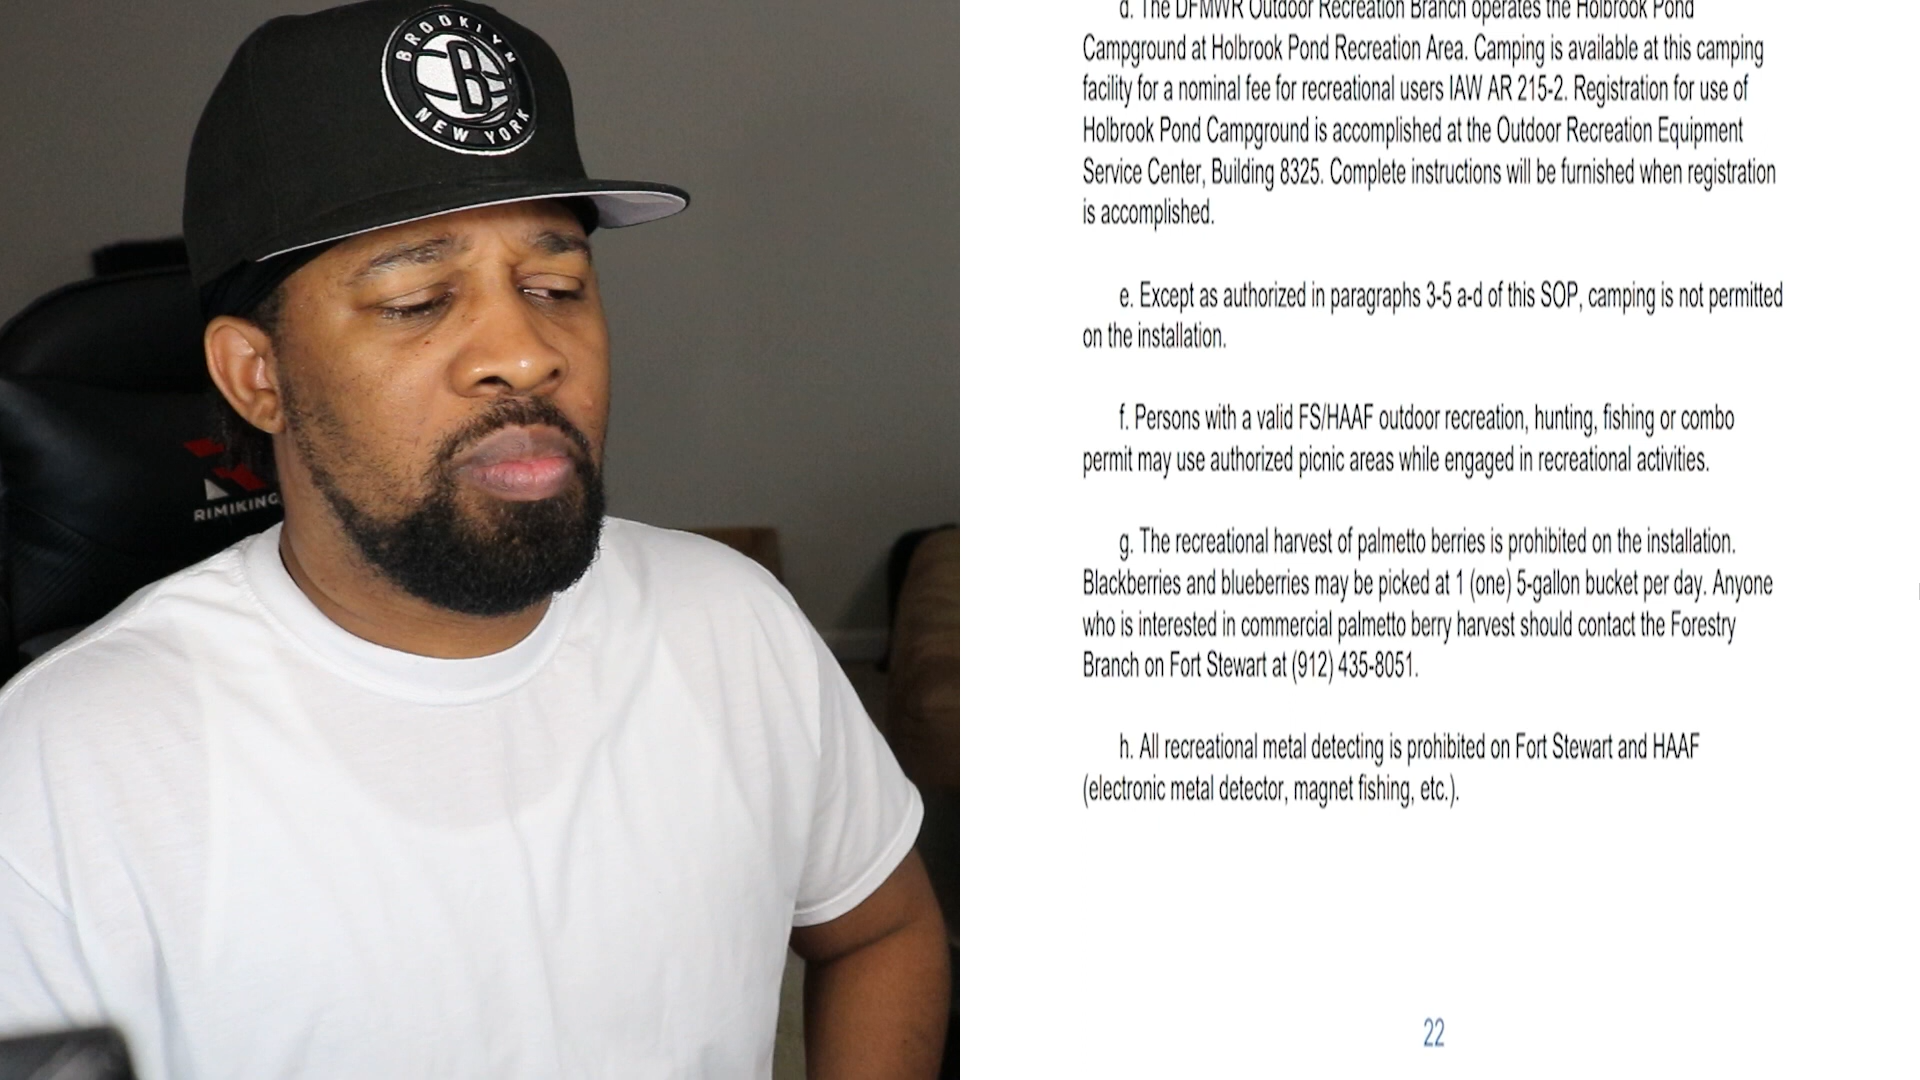 BROOKLYN
B
NEW YORK
RIMIKING
d. The DFMWR Outdoor Recreation Branch operates the Holbrook Pond
Campground at Holbrook Pond Recreation Area. Camping is available at this camping
facility for a nominal fee for recreational users IAW AR 215-2. Registration for use of
Holbrook Pond Campground is accomplished at the Outdoor Recreation Equipment
Service Center, Building 8325. Complete instructions will be furnished when registration
is accomplished.
e. Except as authorized in paragraphs 3-5 a-d of this SOP, camping is not permitted
on the installation.
f. Persons with a valid FS/HAAF outdoor recreation, hunting, fishing or combo
permit may use authorized picnic areas while engaged in recreational activities.
g. The recreational harvest of palmetto berries is prohibited on the installation.
Blackberries and blueberries may be picked at 1 (one) 5-gallon bucket per day. Anyone
who is interested in commercial palmetto berry harvest should contact the Forestry
Branch on Fort Stewart at (912) 435-8051.
h. All recreational metal detecting is prohibited on Fort Stewart and HAAF
(electronic metal detector, magnet fishing, etc.).
22